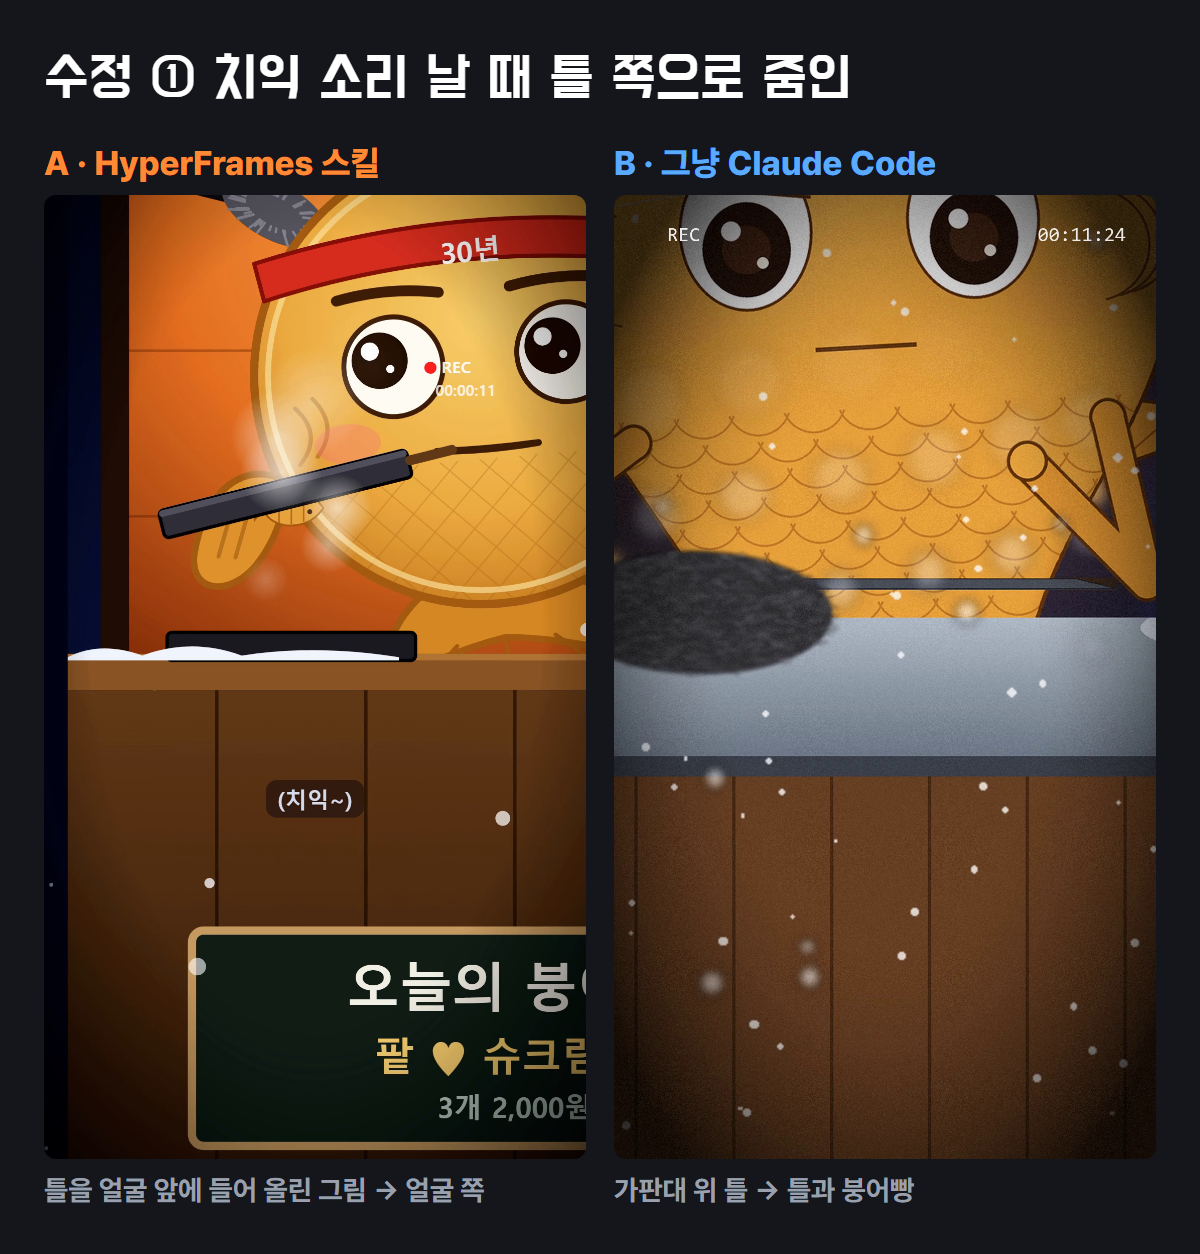 수정 ① 치익 소리 날 때 틀 쪽으로 줌인
A · HyperFrames 스킬
30년
REC
00:00:11
(치익~)
오늘의 붕
팥 ♥ 슈크림
3개 2,000원
틀을 얼굴 앞에 들어 올린 그림 → 얼굴 쪽
B · 그냥 Claude Code
REC
00:11:24
가판대 위 틀 → 틀과 붕어빵